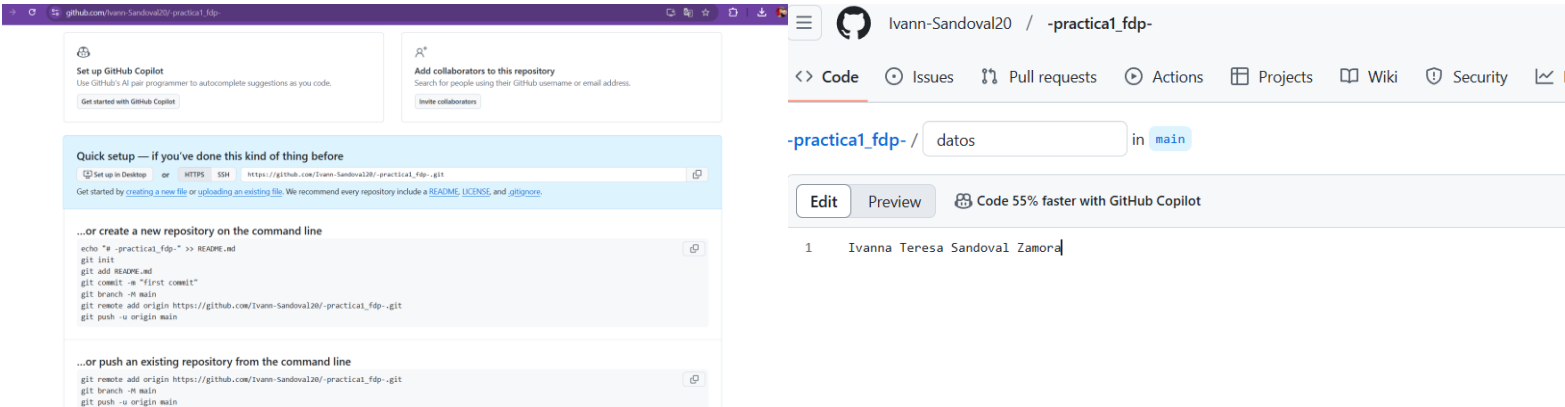 github.com/Ivann-Sandoval20/-practica1_fdp-
Set up GitHub Copilot
Use GitHub's AI pair programmer to autocomplete suggestions as you code.
Get started with GitHub Copilot
Add collaborators to this repository
Search for people using their GitHub username or email address.
Invite collaborators
Quick setup — if you've done this kind of thing before
Set up in Desktop or HTTPS SSH https://github.com/Ivann-Sandoval20/-practica1_fdp-.git
Get started by creating a new file or uploading an existing file. We recommend every repository include a README, LICENSE, and .gitignore.
...or create a new repository on the command line
echo "# -practica1_fdp-" >> README.md
git init
git add README.md
git commit -m "first commit"
git branch -M main
git remote add origin https://github.com/Ivann-Sandoval20/-practica1_fdp-.git
git push -u origin main
...or push an existing repository from the command line
git remote add origin https://github.com/Ivann-Sandoval20/-practica1_fdp-.git
git branch -M main
git push -u origin main
Ivann-Sandoval20 / -practica1_fdp-
Code Issues Pull requests Actions Projects Wiki Security
-practica1_fdp- / datos in main
Edit Preview Code 55% faster with GitHub Copilot
1 Ivanna Teresa Sandoval Zamora